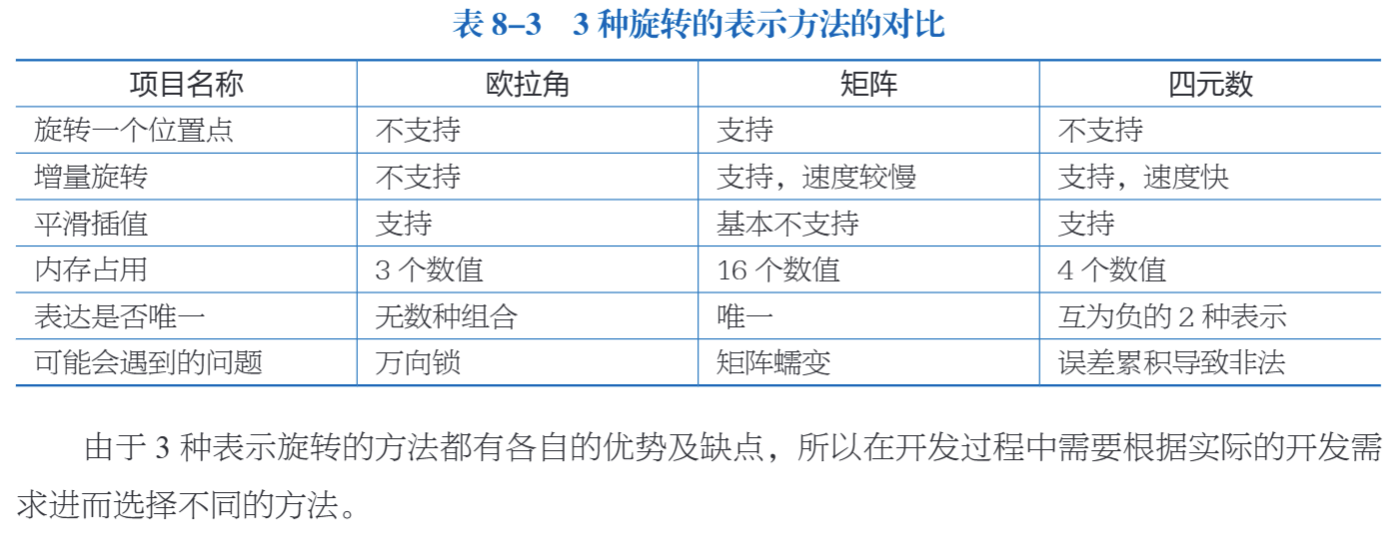 表 8-3 3 种旋转的表示方法的对比
项目名称 欧拉角 矩阵 四元数
旋转一个位置点 不支持 支持 不支持
增量旋转 不支持 支持，速度较慢 支持，速度快
平滑插值 支持 基本不支持 支持
内存占用 3 个数值 16 个数值 4 个数值
表达是否唯一 无数种组合 唯一 互为负的 2 种表示
可能会遇到的问题 万向锁 矩阵蠕变 误差累积导致非法
由于 3 种表示旋转的方法都有各自的优势及缺点，所以在开发过程中需要根据实际的开发需
求进而选择不同的方法。